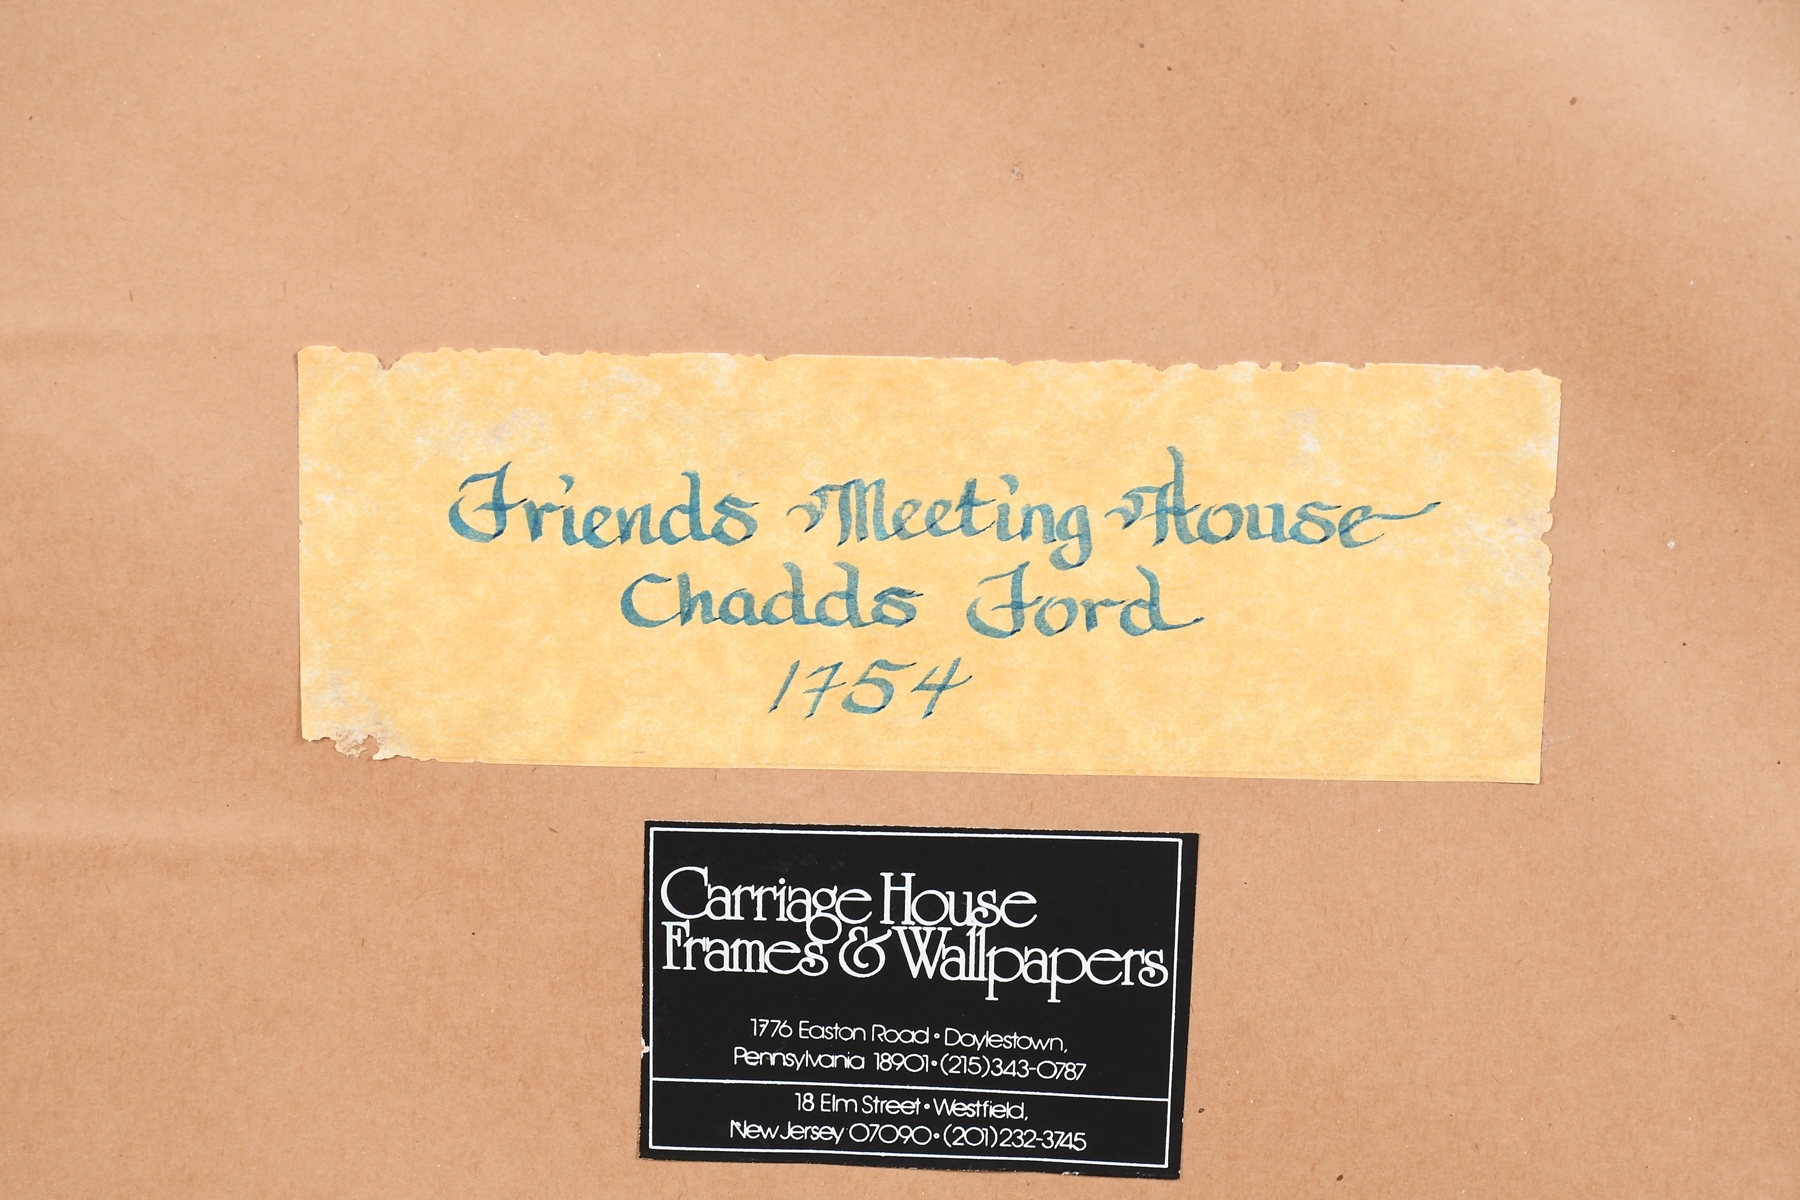 Friends Meeting House
Chadds Ford
1754
Carriage House
Frames & Wallpapers
1776 Easton Road • Doylestown,
Pennsylvania 18901 • (215)343-0787
18 Elm Street • Westfield,
New Jersey 07090 • (201)232-3745